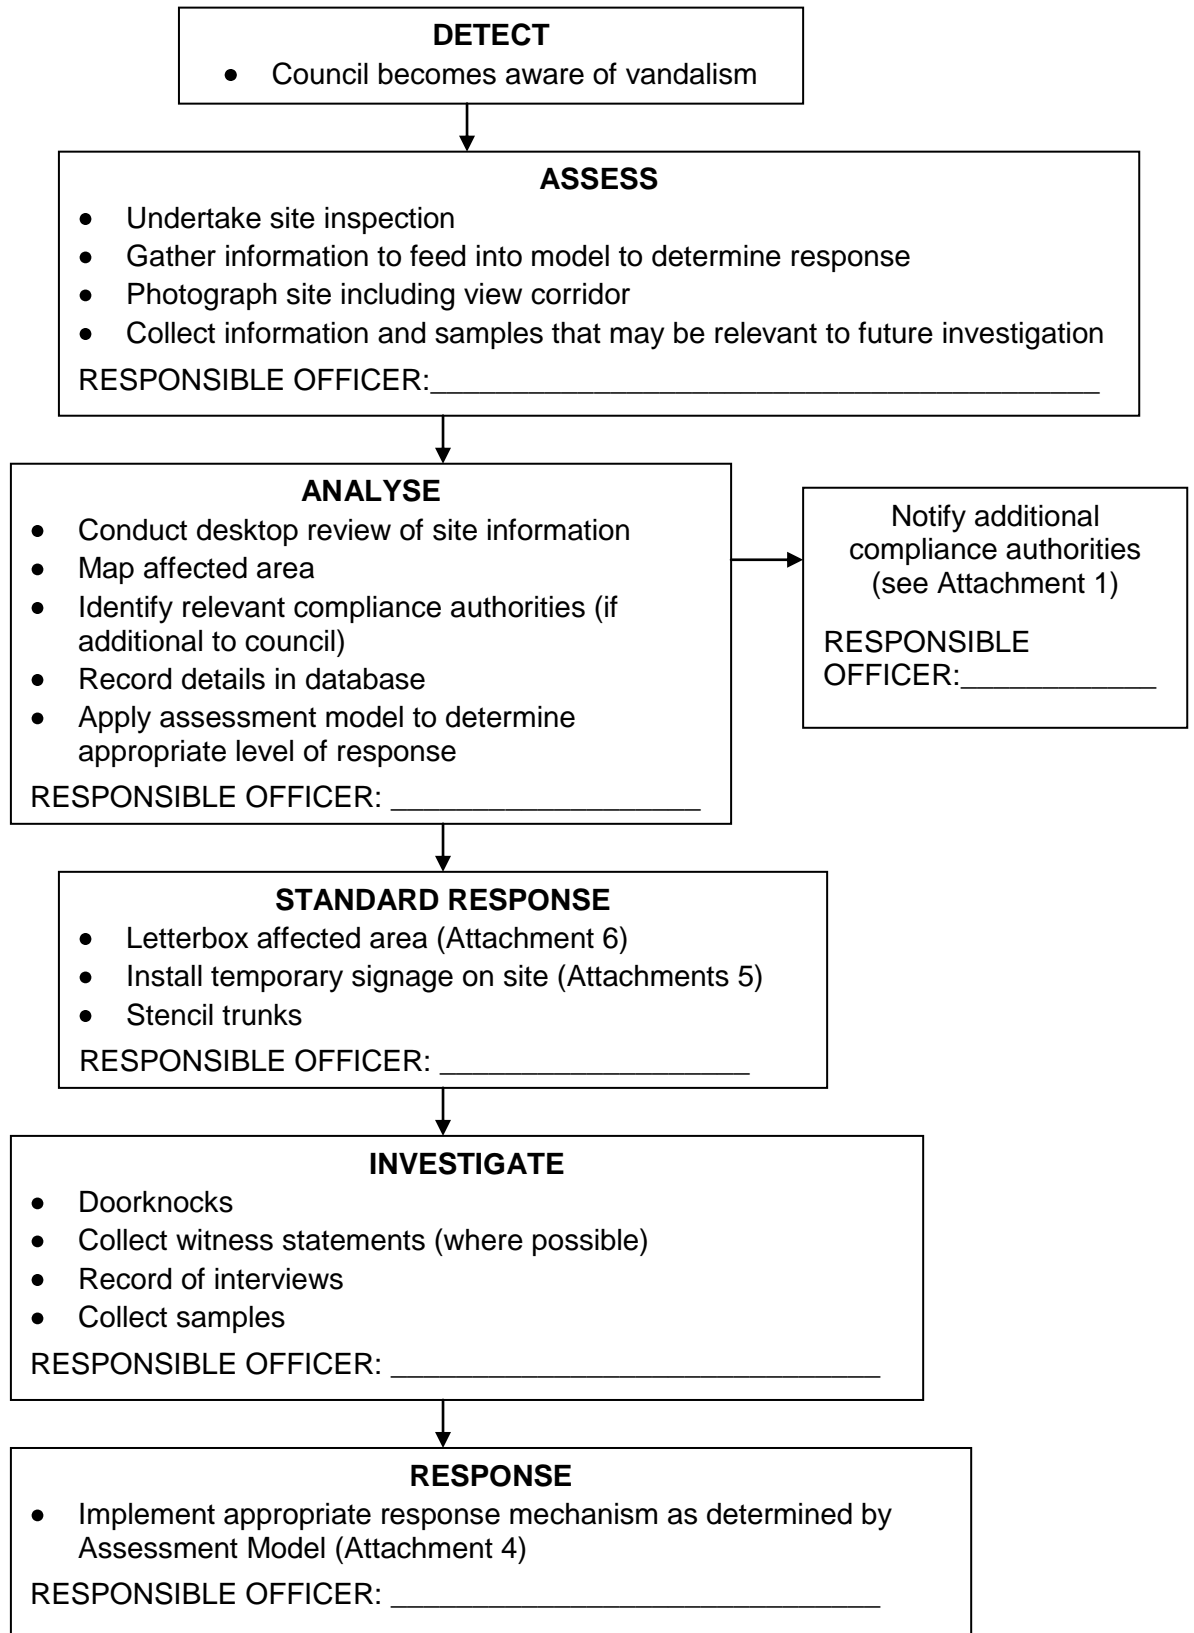 DETECT
• Council becomes aware of vandalism
ASSESS
• Undertake site inspection
• Gather information to feed into model to determine response
• Photograph site including view corridor
• Collect information and samples that may be relevant to future investigation
RESPONSIBLE OFFICER:_________________________________________
ANALYSE
• Conduct desktop review of site information
• Map affected area
• Identify relevant compliance authorities (if
additional to council)
• Record details in database
• Apply assessment model to determine
appropriate level of response
RESPONSIBLE OFFICER: ___________________
Notify additional
compliance authorities
(see Attachment 1)
RESPONSIBLE
OFFICER:____________
STANDARD RESPONSE
• Letterbox affected area (Attachment 6)
• Install temporary signage on site (Attachments 5)
• Stencil trunks
RESPONSIBLE OFFICER: ___________________
INVESTIGATE
• Doorknocks
• Collect witness statements (where possible)
• Record of interviews
• Collect samples
RESPONSIBLE OFFICER: ______________________________
RESPONSE
• Implement appropriate response mechanism as determined by
Assessment Model (Attachment 4)
RESPONSIBLE OFFICER: ______________________________